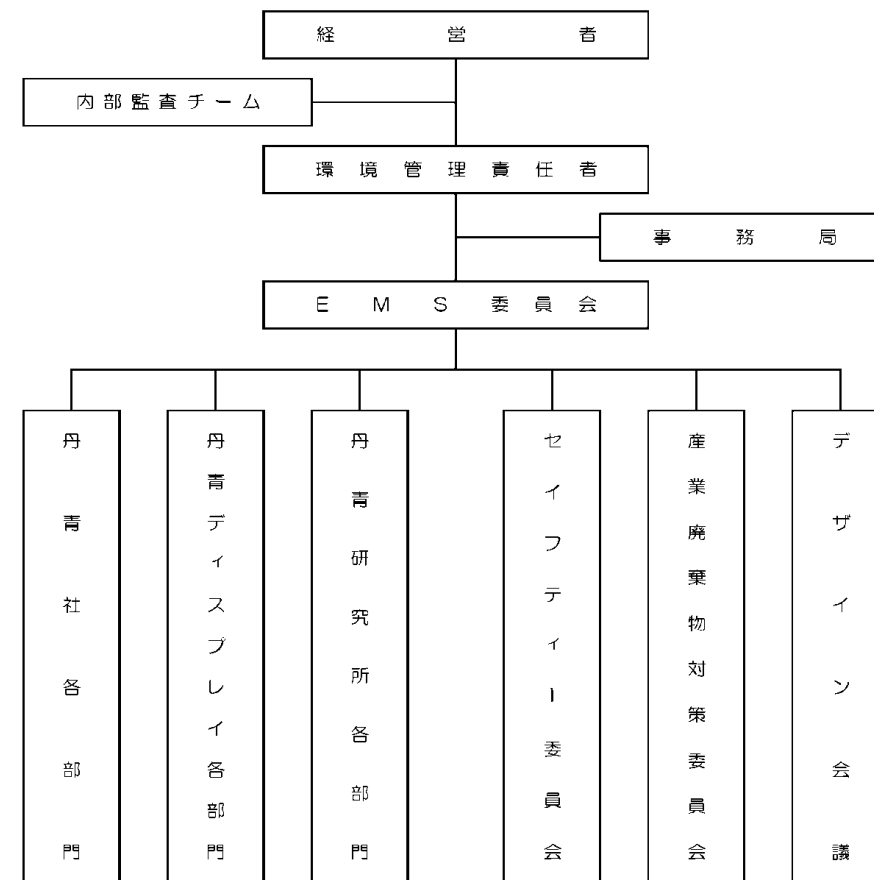 経営者
内部監査チーム
環境管理責任者
事務局
EMS委員会
丹青社各部門
丹青ディスプレイ各部門
丹青研究所各部門
セイフティー委員会
産業廃棄物対策委員会
デザイン会議